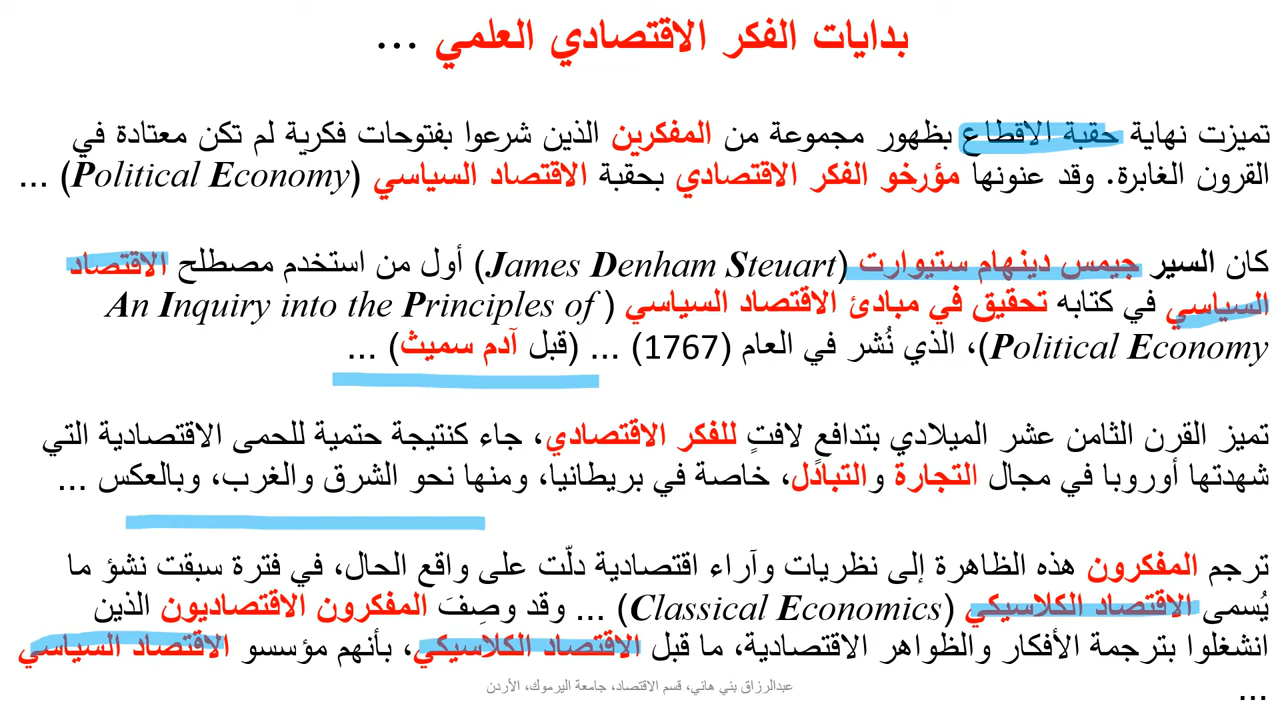 بدايات الفكر الاقتصادي العلمي ...
تميزت نهاية حقبة الاقطاع بظهور مجموعة من المفكرين الذين شرعوا بفتوحات فكرية لم تكن معتادة في
القرون الغابرة. وقد عنونها مؤرخو الفكر الاقتصادي بحقبة الاقتصاد السياسي (Political Economy) ...
كان السير جيمس دينهام ستيوارت (James Denham Steuart) أول من استخدم مصطلح الاقتصاد
السياسي في كتابه تحقيق في مبادئ الاقتصاد السياسي (An Inquiry into the Principles of
Political Economy)، الذي نُشر في العام (1767) ... (قبل آدم سميث) ...
تميز القرن الثامن عشر الميلادي بتدافعٍ لافتٍ للفكر الاقتصادي، جاء كنتيجة حتمية للحمى الاقتصادية التي
شهدتها أوروبا في مجال التجارة والتبادل، خاصة في بريطانيا، ومنها نحو الشرق والغرب، وبالعكس ...
ترجم المفكرون هذه الظاهرة إلى نظريات وآراء اقتصادية دلّت على واقع الحال، في فترة سبقت نشؤ ما
يُسمى الاقتصاد الكلاسيكي (Classical Economics) ... وقد وصِفَ المفكرون الاقتصاديون الذين
انشغلوا بترجمة الأفكار والظواهر الاقتصادية، ما قبل الاقتصاد الكلاسيكي، بأنهم مؤسسو الاقتصاد السياسي
...
عبدالرزاق بني هاني، قسم الاقتصاد، جامعة اليرموك، الأردن